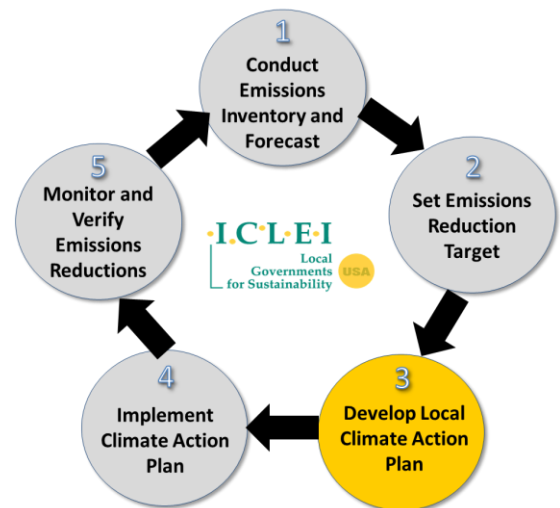 1
Conduct
Emissions
Inventory and
Forecast
2
Set Emissions
Reduction
Target
3
Develop Local
Climate Action
Plan
4
Implement
Climate Action
Plan
5
Monitor and
Verify
Emissions
Reductions
·I·C·L·E·I
Local
Governments
for Sustainability
USA